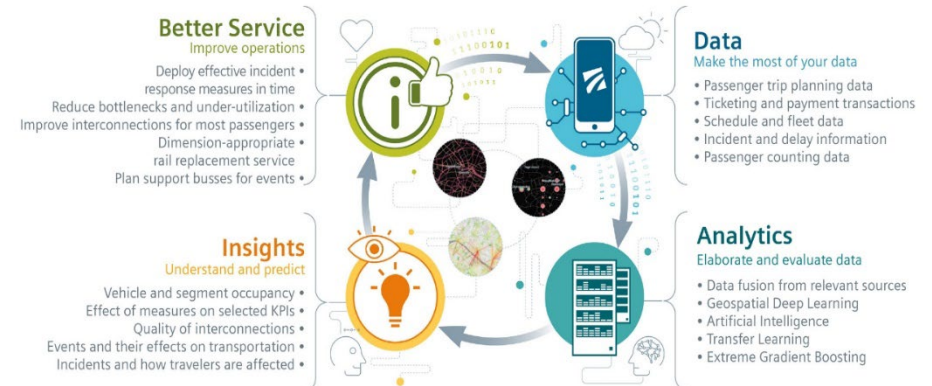 Better Service
Improve operations
Deploy effective incident •
response measures in time
Reduce bottlenecks and under-utilization •
Improve interconnections for most passengers •
Dimension-appropriate •
rail replacement service
Plan support busses for events •
Data
Make the most of your data
• Passenger trip planning data
• Ticketing and payment transactions
• Schedule and fleet data
• Incident and delay information
• Passenger counting data
Insights
Understand and predict
Vehicle and segment occupancy •
Effect of measures on selected KPIs •
Quality of interconnections •
Events and their effects on transportation •
Incidents and how travelers are affected •
Analytics
Elaborate and evaluate data
• Data fusion from relevant sources
• Geospatial Deep Learning
• Artificial Intelligence
• Transfer Learning
• Extreme Gradient Boosting